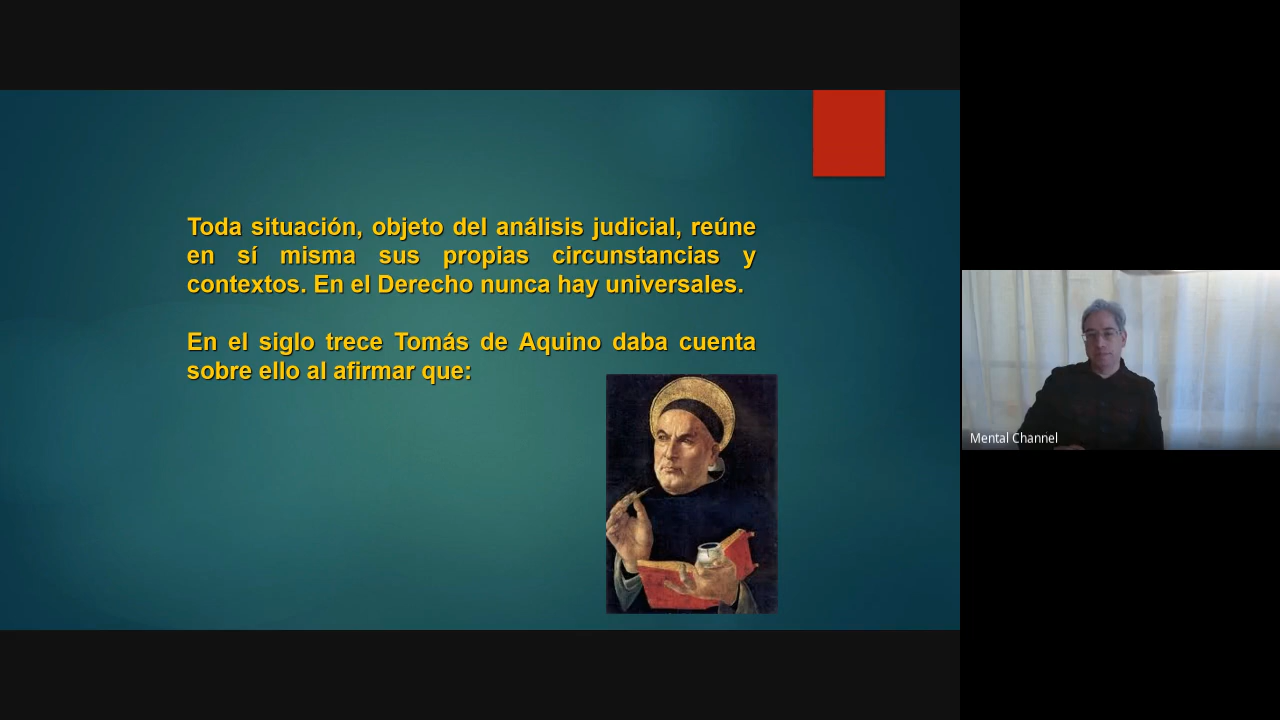 Toda situación, objeto del análisis judicial, reúne
en sí misma sus propias circunstancias y
contextos. En el Derecho nunca hay universales.
En el siglo trece Tomás de Aquino daba cuenta
sobre ello al afirmar que:
Mental Channiel